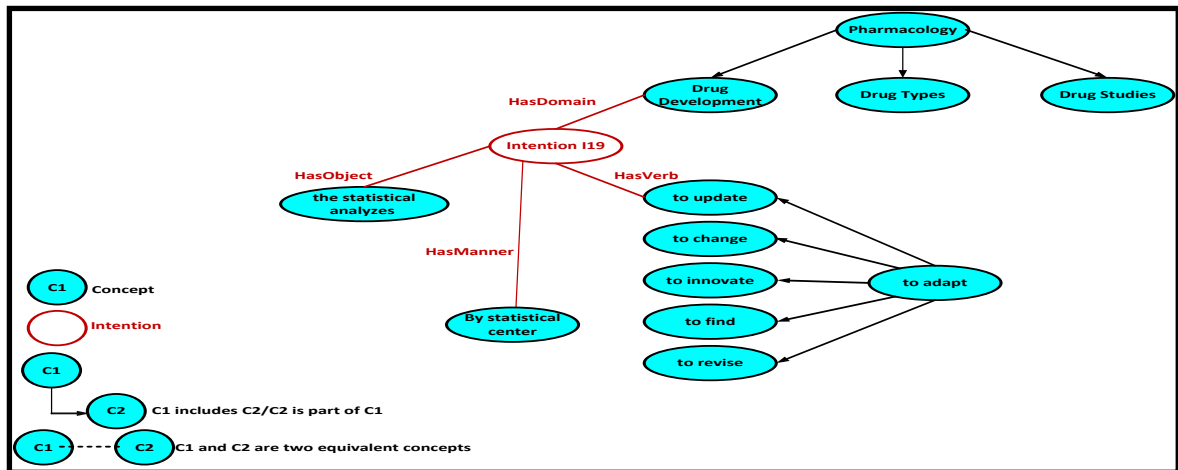 Pharmacology
Drug
Development
Drug Types
Drug Studies
HasDomain
Intention I19
HasObject
HasVerb
the statistical
analyzes
to update
to change
HasManner
to innovate
to adapt
By statistical
center
to find
to revise
C1 Concept
Intention
C1
C2 C1 includes C2/C2 is part of C1
C1 C2 C1 and C2 are two equivalent concepts